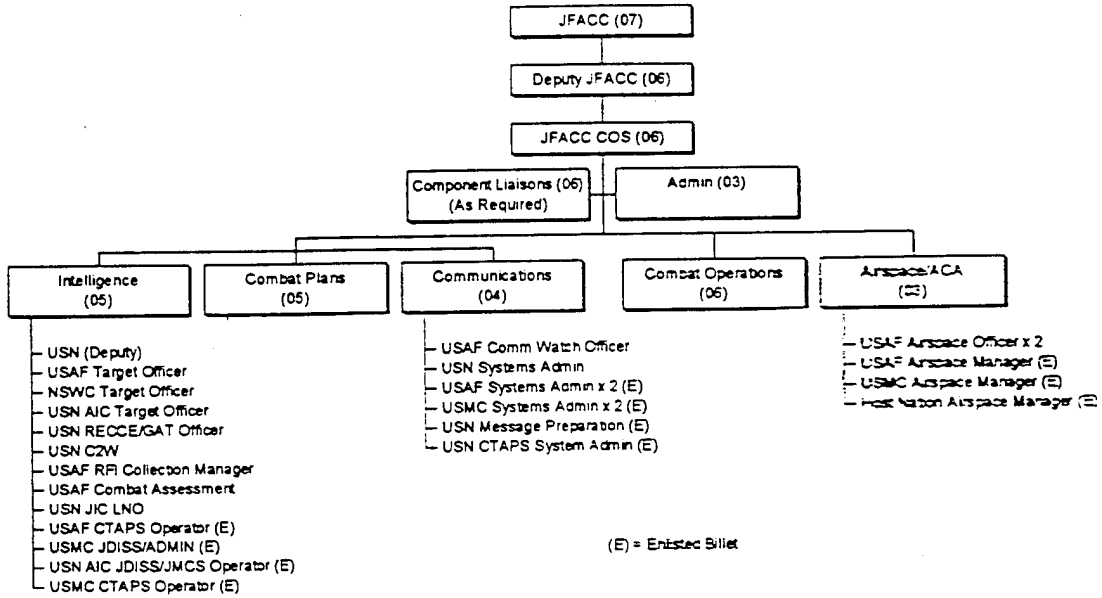 JFACC (07)
Deputy JFACC (06)
JFACC COS (06)
Component Liaisons (06)
(As Required)
Admin (03)
Intelligence
(05)
Combat Plans
(05)
Communications
(04)
Combat Operations
(06)
Airspace/ACA
USN (Deputy)
USAF Target Officer
NSWC Target Officer
USN AIC Target Officer
USN RECCE/GAT Officer
USN C2W
USAF RFI Collection Manager
USAF Combat Assessment
USN JIC LNO
USAF CTAPS Operator (E)
USMC JDISS/ADMIN (E)
USN AIC JDISS/JMCS Operator (E)
USMC CTAPS Operator (E)
USAF Comm Watch Officer
USN Systems Admin
USAF Systems Admin x 2 (E)
USMC Systems Admin x 2 (E)
USN Message Preparation (E)
USN CTAPS System Admin (E)
USAF Airspace Officer x 2
USAF Airspace Manager (E)
USMC Airspace Manager (E)
Host Nation Airspace Manager (E)
(E) = Enlisted Billet